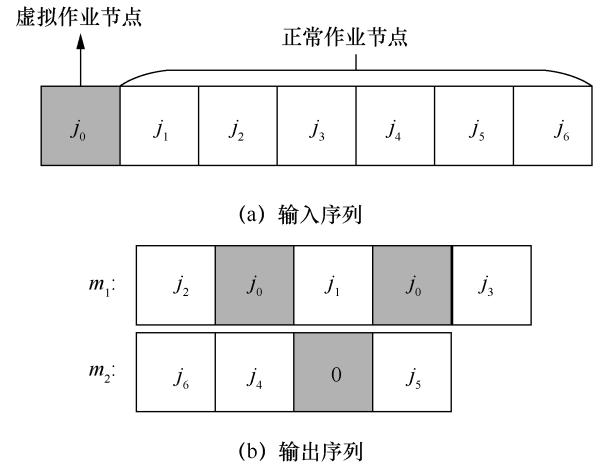 虚拟作业节点
正常作业节点
j₀ j₁ j₂ j₃ j₄ j₅ j₆
(a) 输入序列
m₁: j₂ j₀ j₁ j₀ j₃
m₂: j₆ j₄ 0 j₅
(b) 输出序列